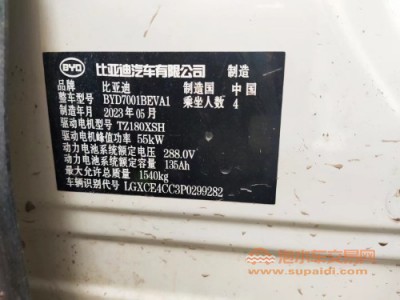 BYD 比亚迪汽车有限公司 制造
品牌 比亚迪 制造国 中国
整车型号 BYD7001BEVA1 乘坐人数 4
制造年月 2023年05月
驱动电机型号 TZ180XSH
驱动电机峰值功率 55kW
动力电池系统额定电压 288.0V
动力电池系统额定容量 135Ah
最大允许总质量 1540kg
车辆识别代号 LGXCE4CC3P0299282
www.supaidi.com